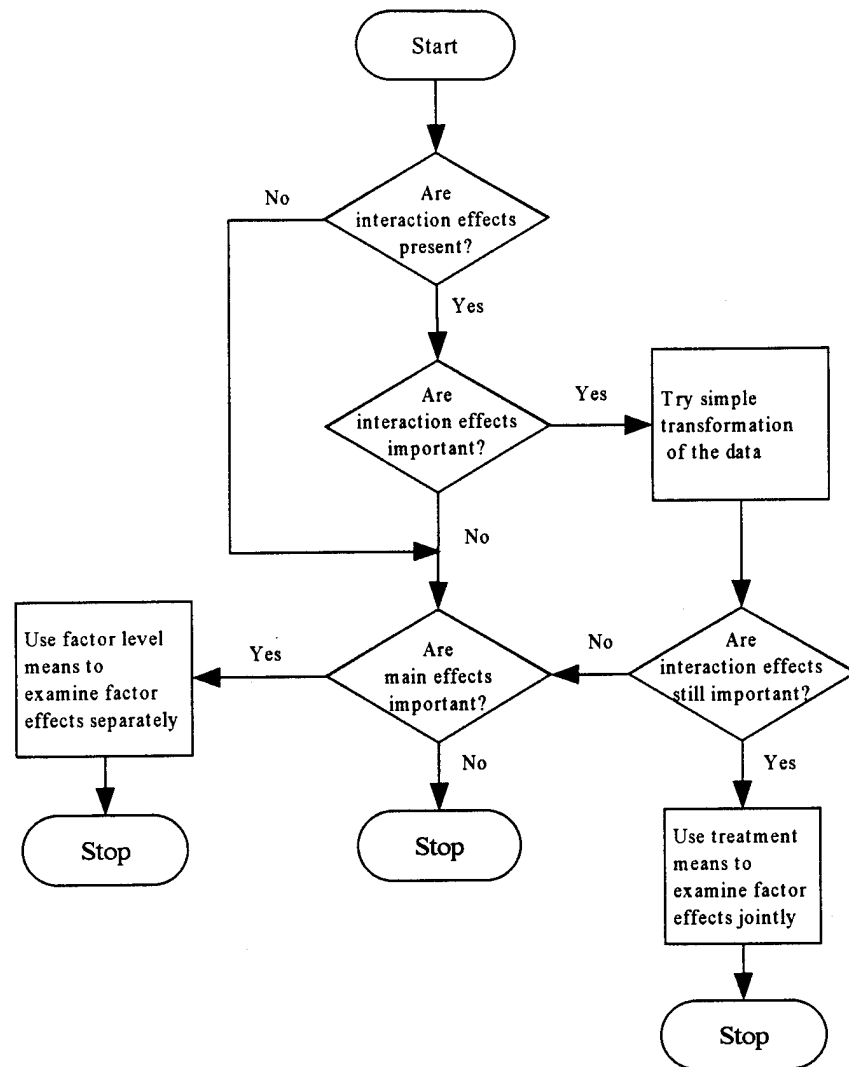 Start
Are
interaction effects
present?
No
Yes
Are
interaction effects
important?
Yes
Try simple
transformation
of the data
No
Use factor level
means to
examine factor
effects separately
Yes
Are
main effects
important?
No
Are
interaction effects
still important?
No
Yes
Stop
Stop
Use treatment
means to
examine factor
effects jointly
Stop